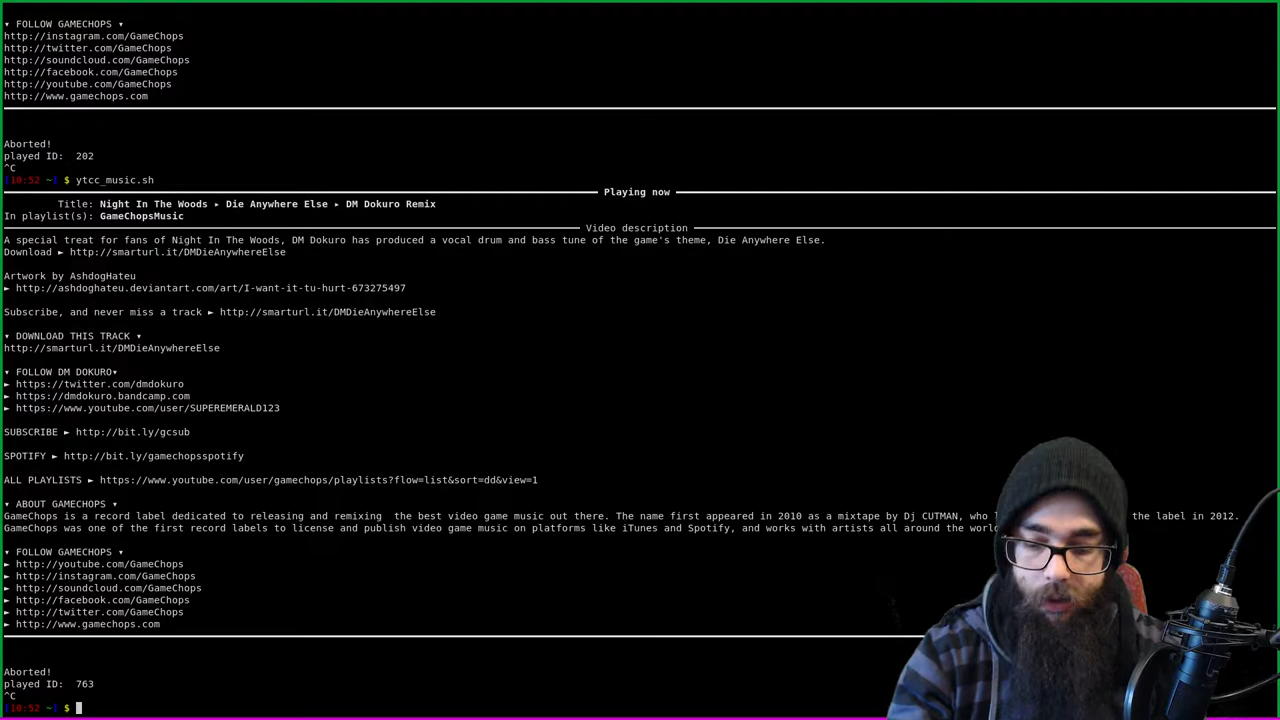 ▾ FOLLOW GAMECHOPS ▾
http://instagram.com/GameChops
http://twitter.com/GameChops
http://soundcloud.com/GameChops
http://facebook.com/GameChops
http://youtube.com/GameChops
http://www.gamechops.com
Aborted!
played ID:  202
^C
[10:52 ~] $ ytcc_music.sh
Playing now
Title: Night In The Woods ▸ Die Anywhere Else ▸ DM Dokuro Remix
In playlist(s): GameChopsMusic
Video description
A special treat for fans of Night In The Woods, DM Dokuro has produced a vocal drum and bass tune of the game's theme, Die Anywhere Else.
Download ► http://smarturl.it/DMDieAnywhereElse
Artwork by AshdogHateu
► http://ashdoghateu.deviantart.com/art/I-want-it-tu-hurt-673275497
Subscribe, and never miss a track ► http://smarturl.it/DMDieAnywhereElse
▾ DOWNLOAD THIS TRACK ▾
http://smarturl.it/DMDieAnywhereElse
▾ FOLLOW DM DOKURO▾
► https://twitter.com/dmdokuro
► https://dmdokuro.bandcamp.com
► https://www.youtube.com/user/SUPEREMERALD123
SUBSCRIBE ► http://bit.ly/gcsub
SPOTIFY ► http://bit.ly/gamechopsspotify
ALL PLAYLISTS ► https://www.youtube.com/user/gamechops/playlists?flow=list&sort=dd&view=1
▾ ABOUT GAMECHOPS ▾
GameChops is a record label dedicated to releasing and remixing  the best video game music out there. The name first appeared in 2010 as a mixtape by Dj CUTMAN, who the label in 2012.
GameChops was one of the first record labels to license and publish video game music on platforms like iTunes and Spotify, and works with artists all around the
▾ FOLLOW GAMECHOPS ▾
► http://youtube.com/GameChops
► http://instagram.com/GameChops
► http://soundcloud.com/GameChops
► http://facebook.com/GameChops
► http://twitter.com/GameChops
► http://www.gamechops.com
Aborted!
played ID:  763
^C
[10:52 ~] $